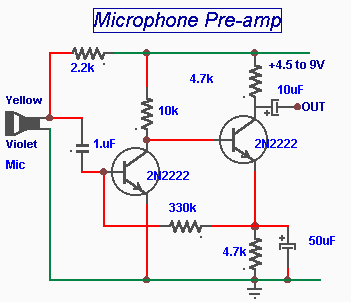 Microphone Pre-amp
2.2k
4.7k
+4.5 to 9V
10uF
OUT
Yellow
10k
Violet
1.uF
2N2222
Mic
2N2222
330k
4.7k
50uF